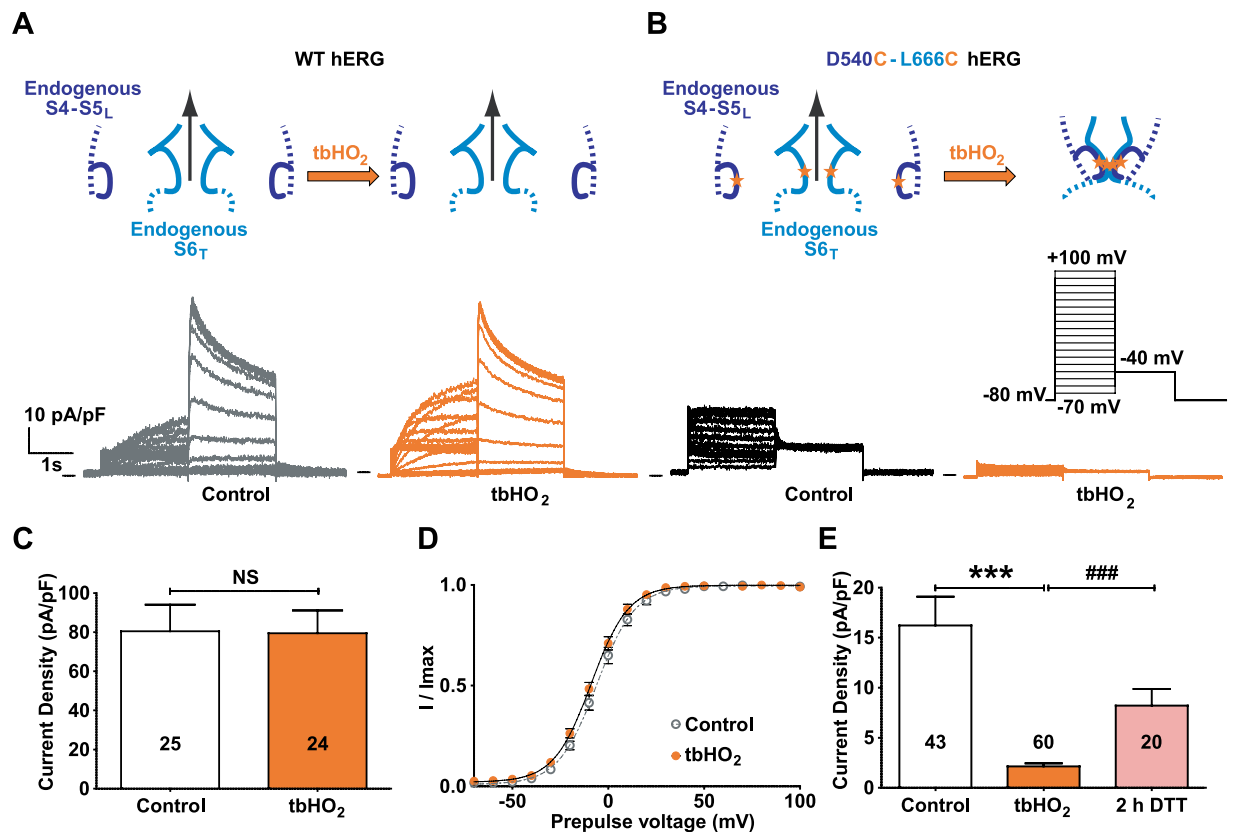 A
WT hERG
Endogenous
S4-S5L
tbHO2
Endogenous
S6T
10 pA/pF
1s
Control
tbHO2
B
D540C-L666C hERG
Endogenous
S4-S5L
tbHO2
Endogenous
S6T
+100 mV
-40 mV
-80 mV
-70 mV
Control
tbHO2
C
NS
Current Density (pA/pF)
100
80
60
40
20
0
25
24
Control
tbHO2
D
I / Imax
1.0
0.5
0.0
-50
0
50
100
Control
tbHO2
Prepulse voltage (mV)
E
***
###
Current Density (pA/pF)
20
15
10
5
0
43
60
20
Control
tbHO2
2 h DTT